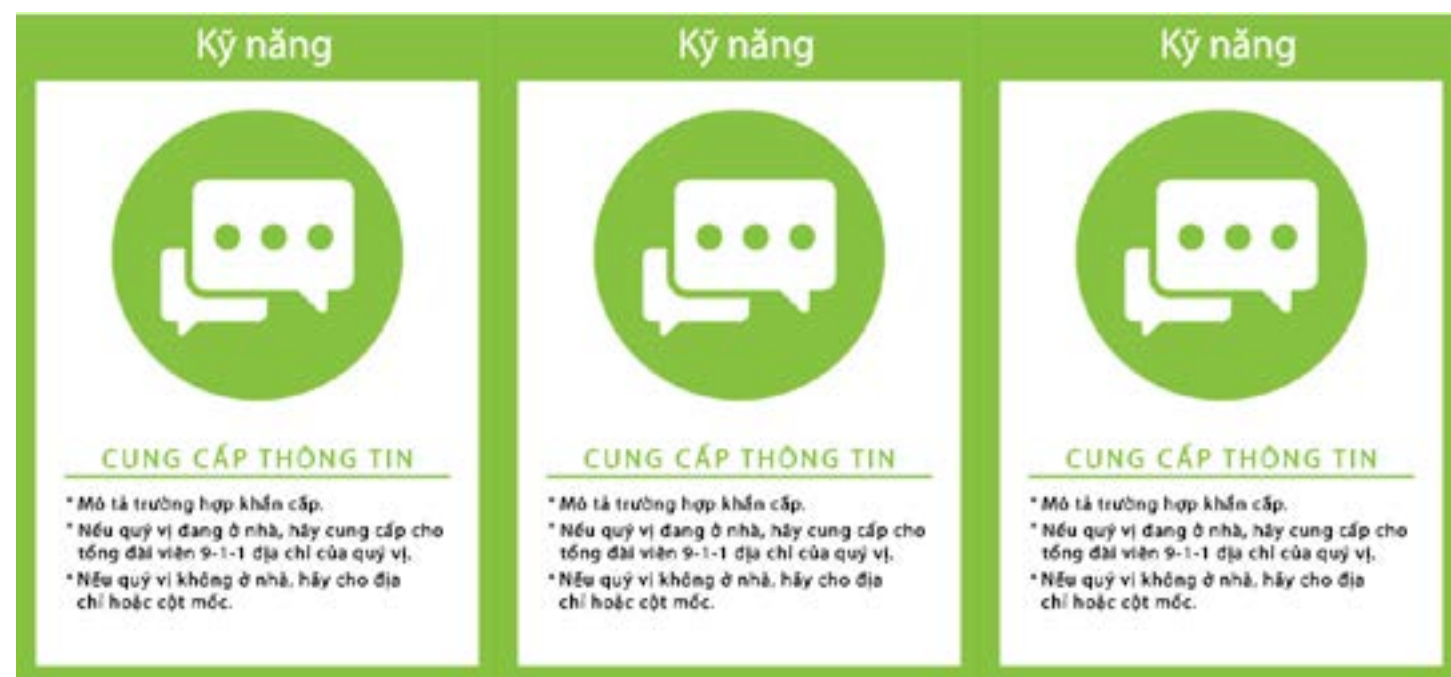 Kỹ năng
CUNG CẤP THÔNG TIN
* Mô tả trường hợp khẩn cấp.
* Nếu quý vị đang ở nhà, hãy cung cấp cho
tổng đài viên 9-1-1 địa chỉ của quý vị.
* Nếu quý vị không ở nhà, hãy cho địa
chỉ hoặc cột mốc.
Kỹ năng
CUNG CẤP THÔNG TIN
* Mô tả trường hợp khẩn cấp.
* Nếu quý vị đang ở nhà, hãy cung cấp cho
tổng đài viên 9-1-1 địa chỉ của quý vị.
* Nếu quý vị không ở nhà, hãy cho địa
chỉ hoặc cột mốc.
Kỹ năng
CUNG CẤP THÔNG TIN
* Mô tả trường hợp khẩn cấp.
* Nếu quý vị đang ở nhà, hãy cung cấp cho
tổng đài viên 9-1-1 địa chỉ của quý vị.
* Nếu quý vị không ở nhà, hãy cho địa
chỉ hoặc cột mốc.